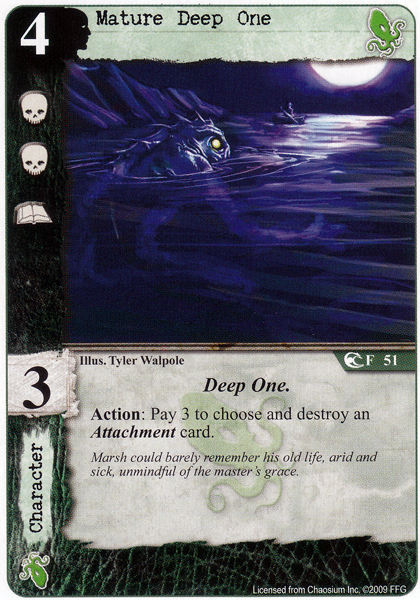 4
Mature Deep One
Illus. Tyler Walpole
F 51
3
Deep One.
Action: Pay 3 to choose and destroy an
Attachment card.
Marsh could barely remember his old life, arid and
sick, unmindful of the master's grace.
Character
Licensed from Chaosium Inc. ©2009 FFG